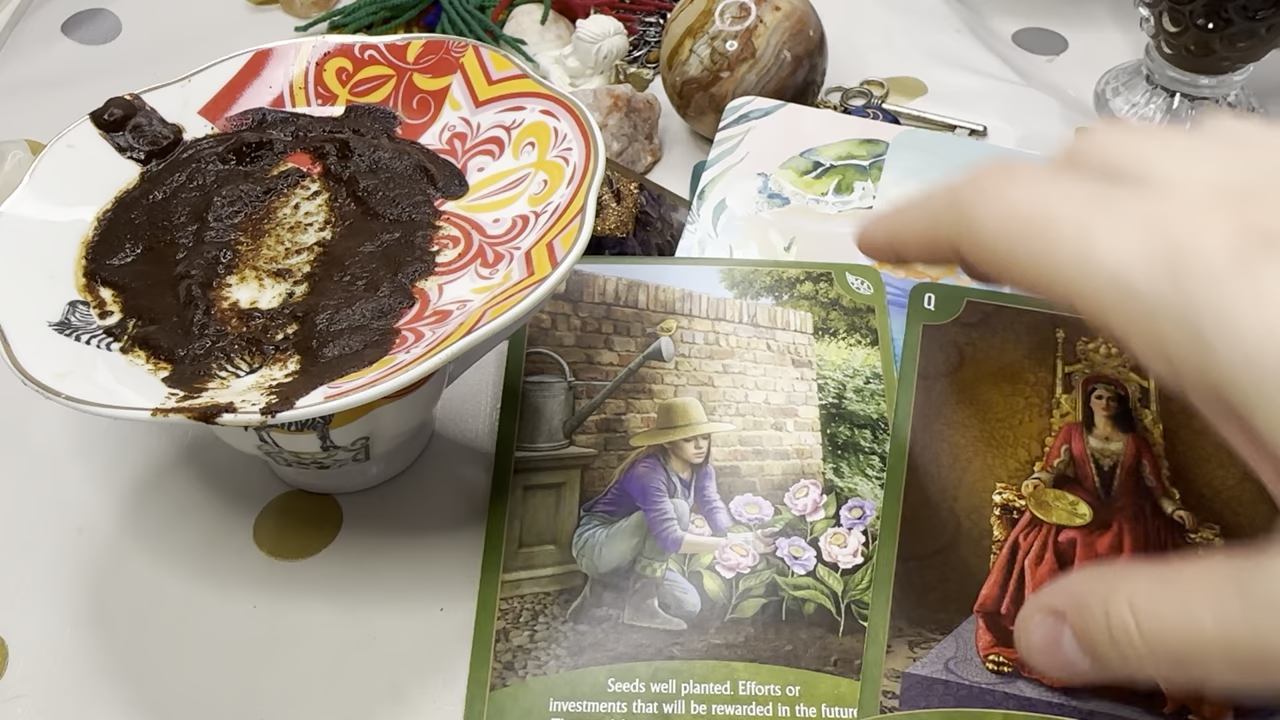 Q
Seeds well planted. Efforts or
investments that will be rewarded in the future